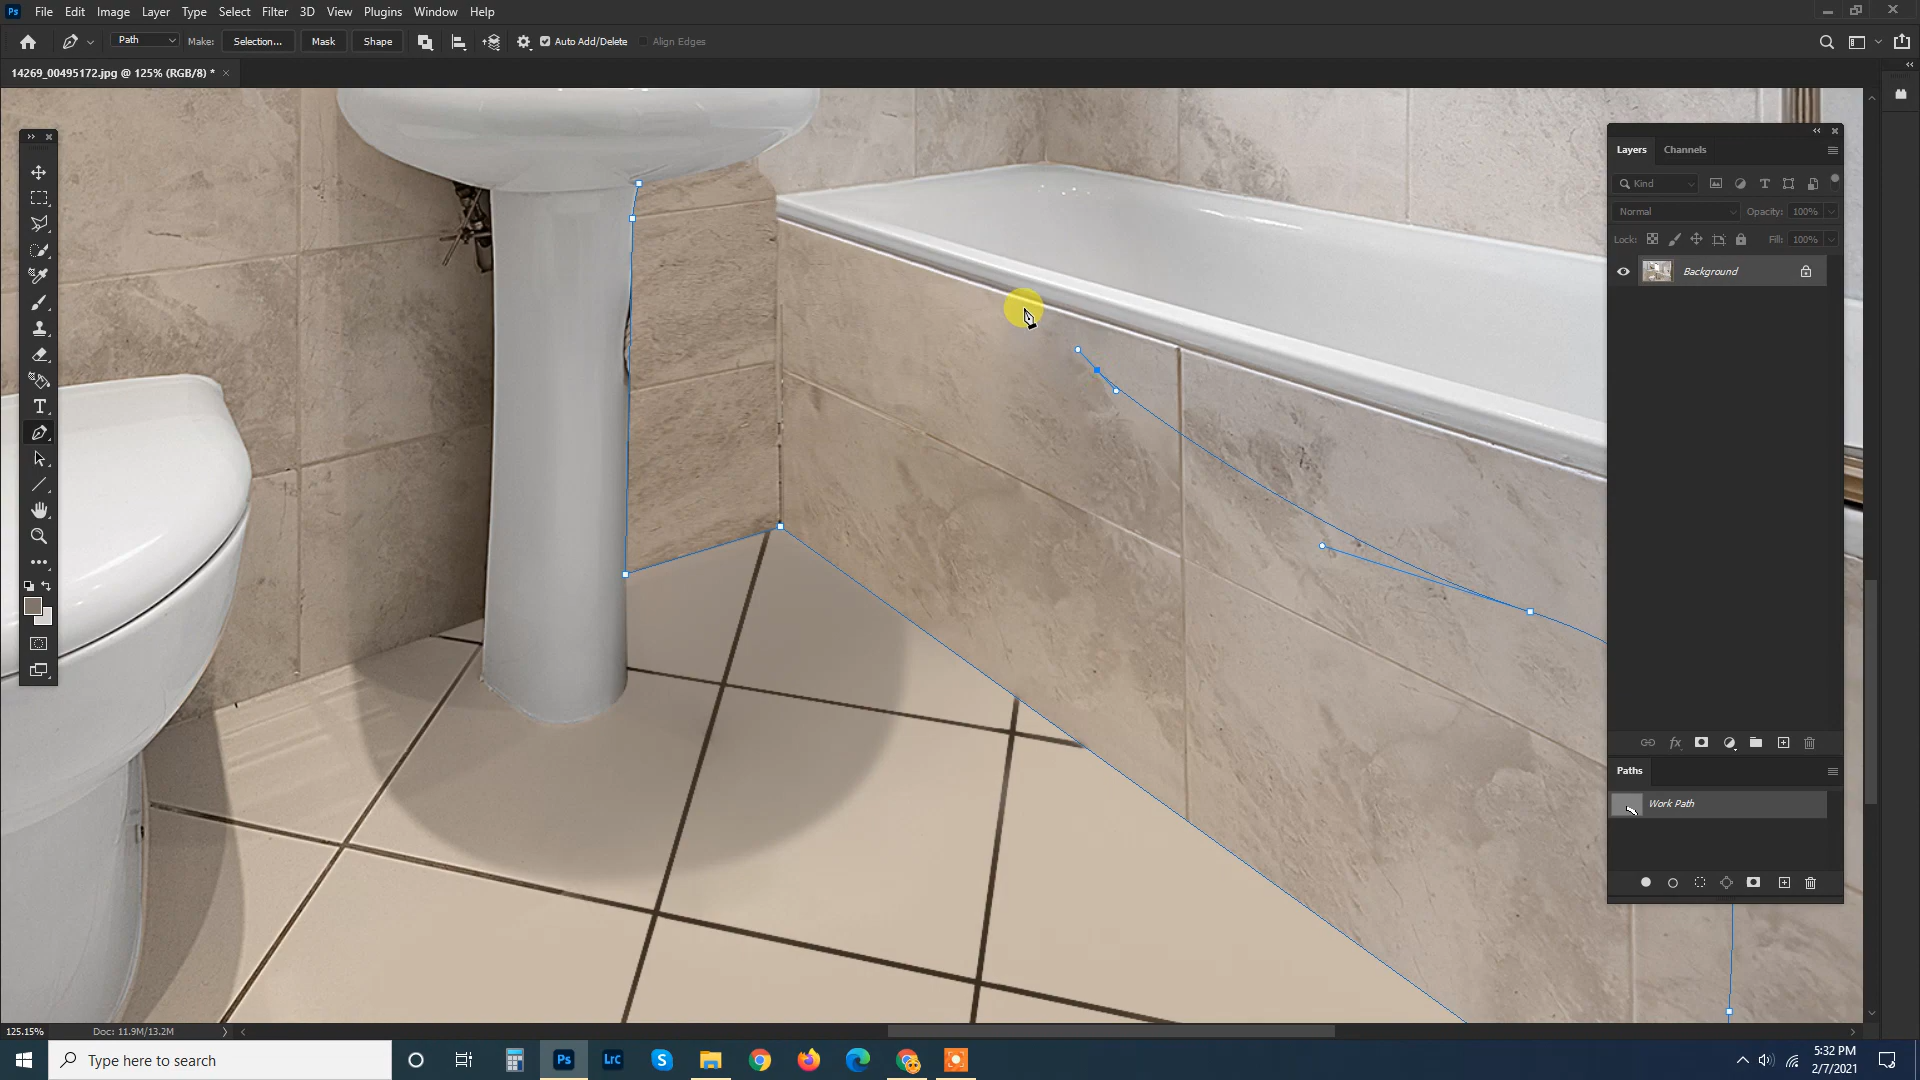 Ps File Edit Image Layer Type Select Filter 3D View Plugins Window Help
Path Make: Selection... Mask Shape Auto Add/Delete Align Edges
14269_00495172.jpg @ 125% (RGB/8) * ×
Layers Channels
Kind
Normal Opacity: 100%
Lock: Fill: 100%
Background
fx
Paths
Work Path
125.15% Doc: 11.9M/13.2M
Type here to search Ps Lrc S 5:32 PM
2/7/2021